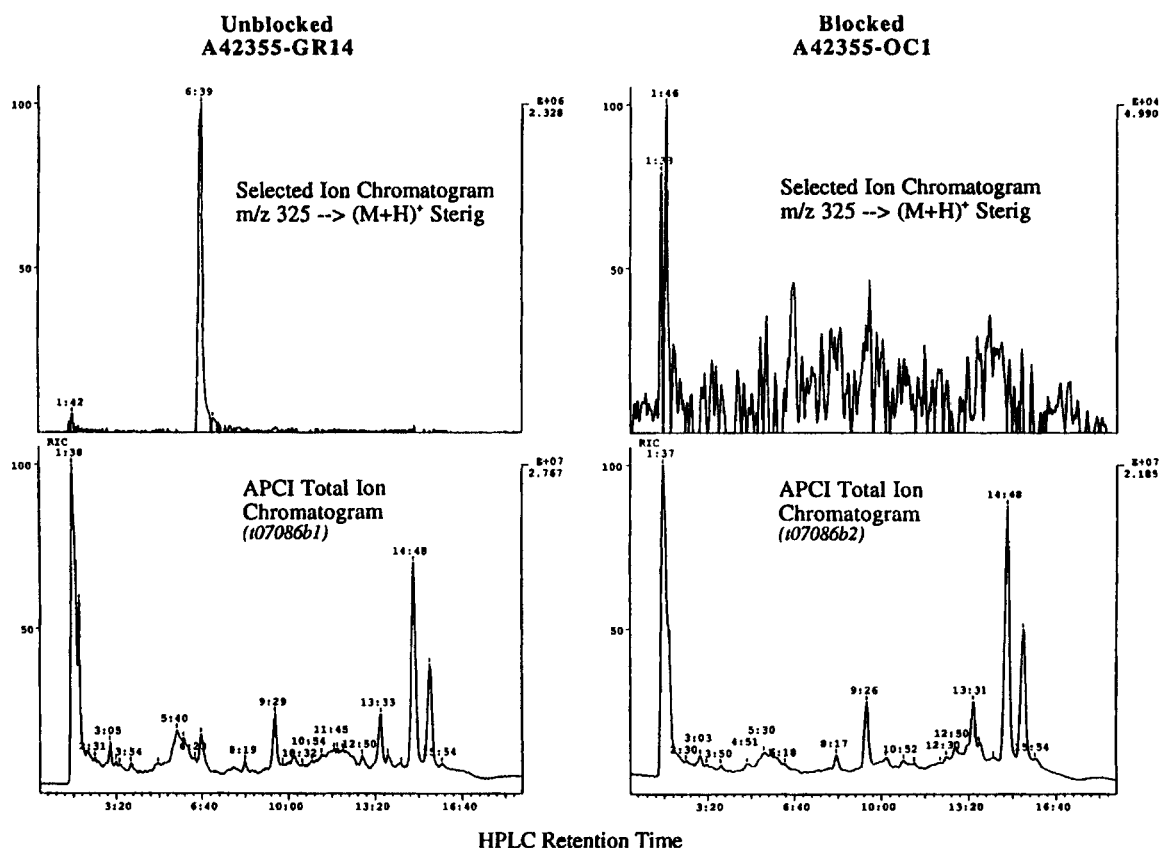 Unblocked
A42355-GR14
Blocked
A42355-OC1
100
6:39
E+06
2.328
Selected Ion Chromatogram
m/z 325 --> (M+H)+ Sterig
50
1:42
100
1:46
E+04
4.990
Selected Ion Chromatogram
m/z 325 --> (M+H)+ Sterig
50
RIC
1:38
100
E+07
2.767
APCI Total Ion
Chromatogram
(t07086b1)
14:48
50
3:05
3:54
5:40
8:19
9:29
10:54
11:45
12:50
13:33
3:20
6:40
10:00
13:20
16:40
RIC
1:37
100
E+07
2.185
APCI Total Ion
Chromatogram
(t07086b2)
14:48
50
3:03
3:50
4:51
5:30
8:17
9:26
10:52
12:30
12:50
13:31
3:20
6:40
10:00
13:20
16:40
HPLC Retention Time